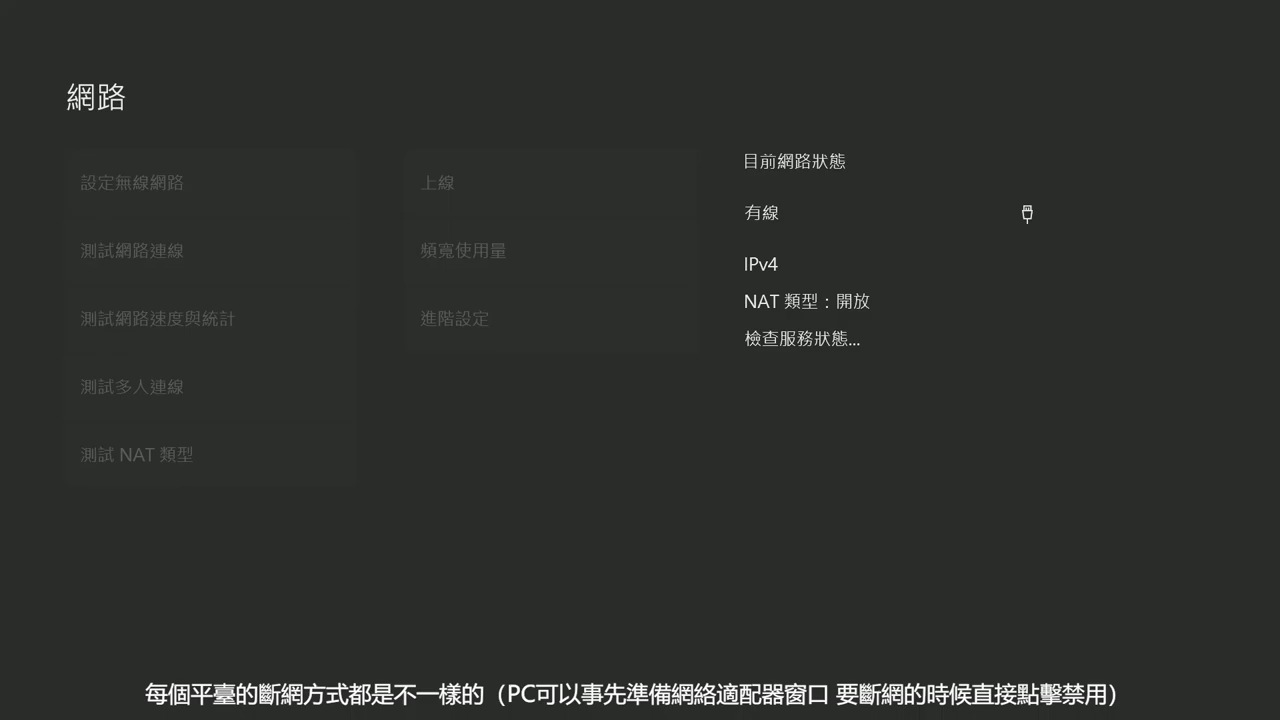 網路
設定無線網路
測試網路連線
測試網路速度與統計
測試多人連線
測試 NAT 類型
上線
頻寬使用量
進階設定
目前網路狀態
有線
IPv4
NAT 類型：開放
檢查服務狀態...
每個平臺的斷網方式都是不一樣的（PC可以事先準備網絡適配器窗口 要斷網的時候直接點擊禁用）